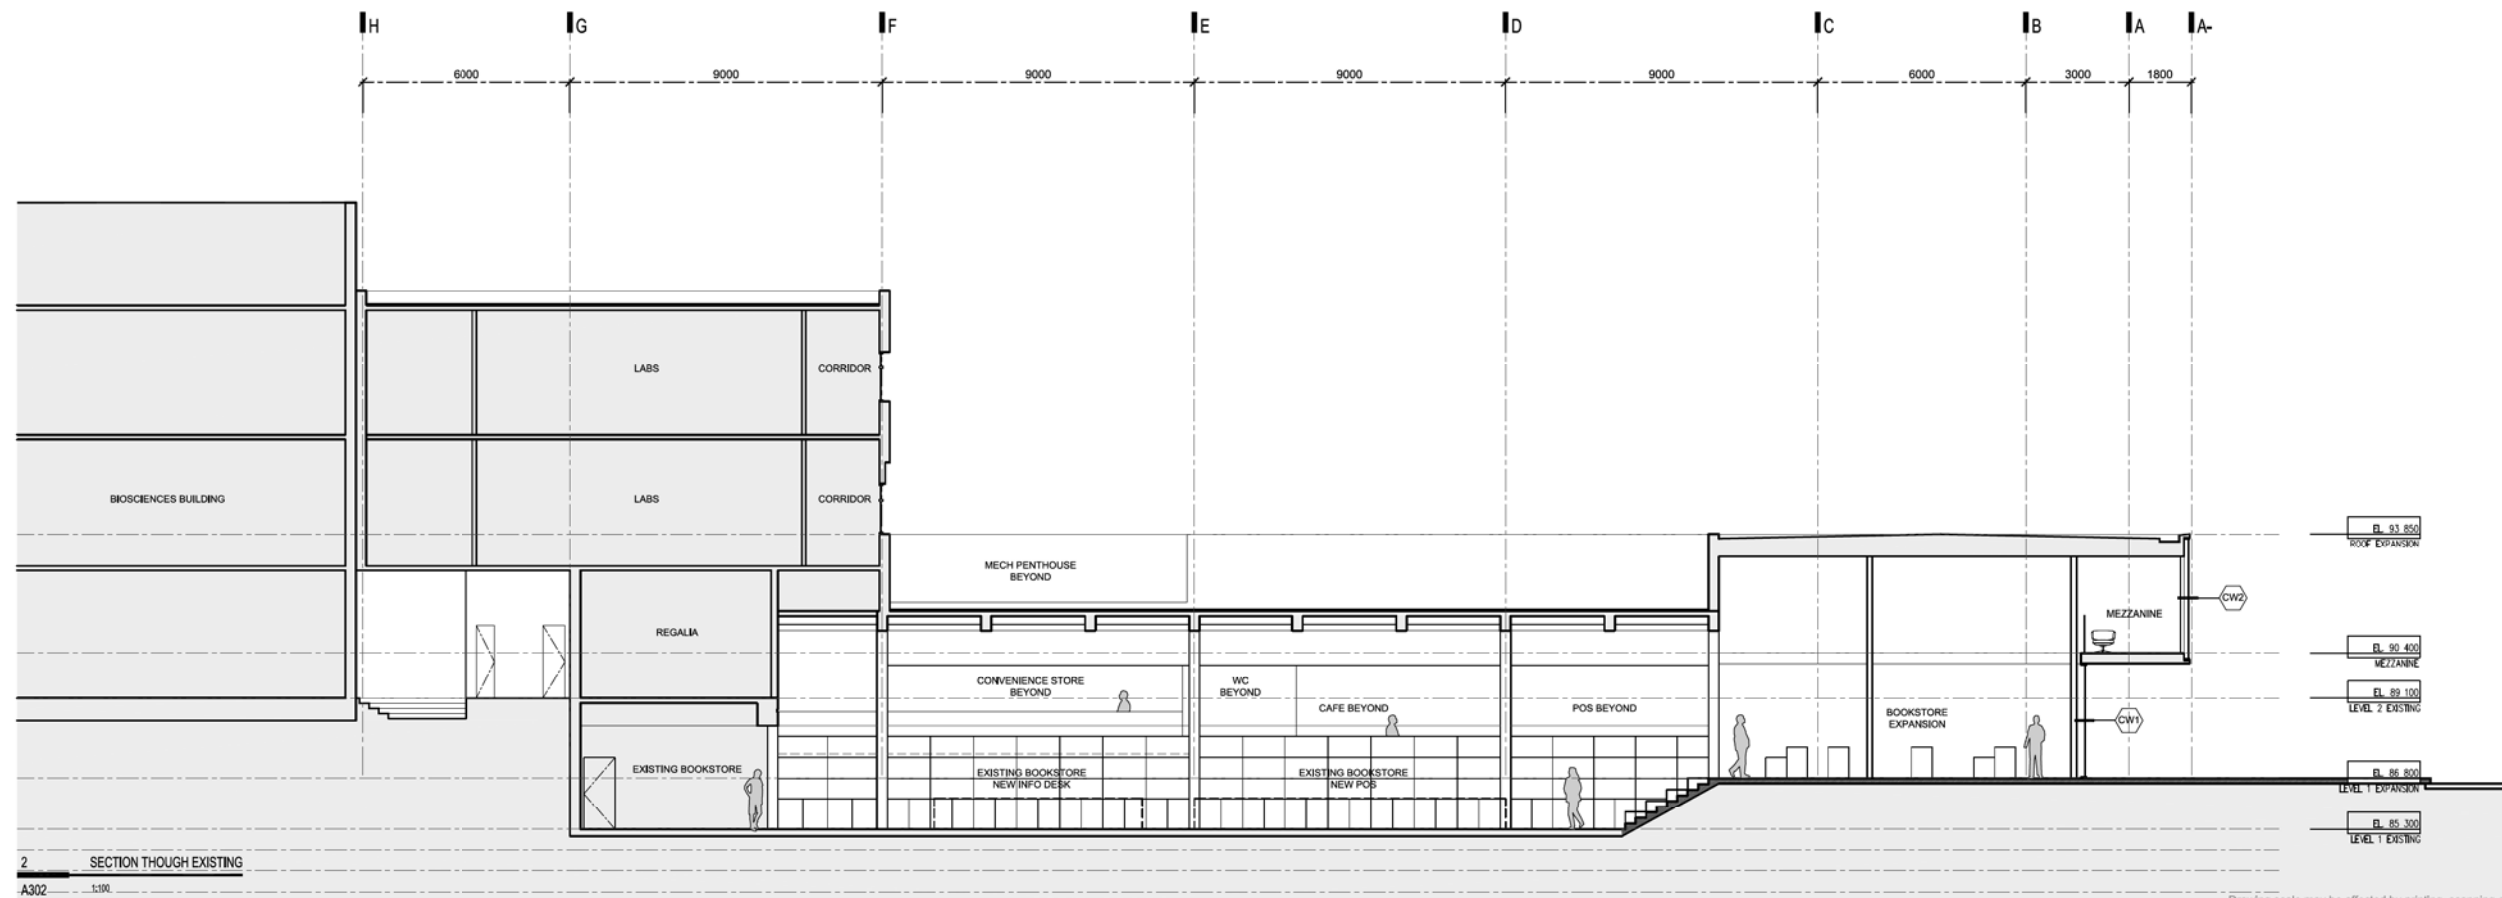 H
G
F
E
D
C
B
A
A-
6000
9000
9000
9000
9000
6000
3000
1800
LABS
CORRIDOR
BIOSCIENCES BUILDING
LABS
CORRIDOR
EL 93 850
ROOF EXPANSION
MECH PENTHOUSE
BEYOND
CW2
MEZZANINE
REGALIA
EL 90 400
MEZZANINE
CONVENIENCE STORE
BEYOND
WC
BEYOND
CAFE BEYOND
POS BEYOND
BOOKSTORE
EXPANSION
EL 89 100
LEVEL 2 EXISTING
CW1
EXISTING BOOKSTORE
EXISTING BOOKSTORE
NEW INFO DESK
EXISTING BOOKSTORE
NEW POS
EL 86 800
LEVEL 1 EXPANSION
EL 85 300
LEVEL 1 EXISTING
2
SECTION THOUGH EXISTING
A302
1:100